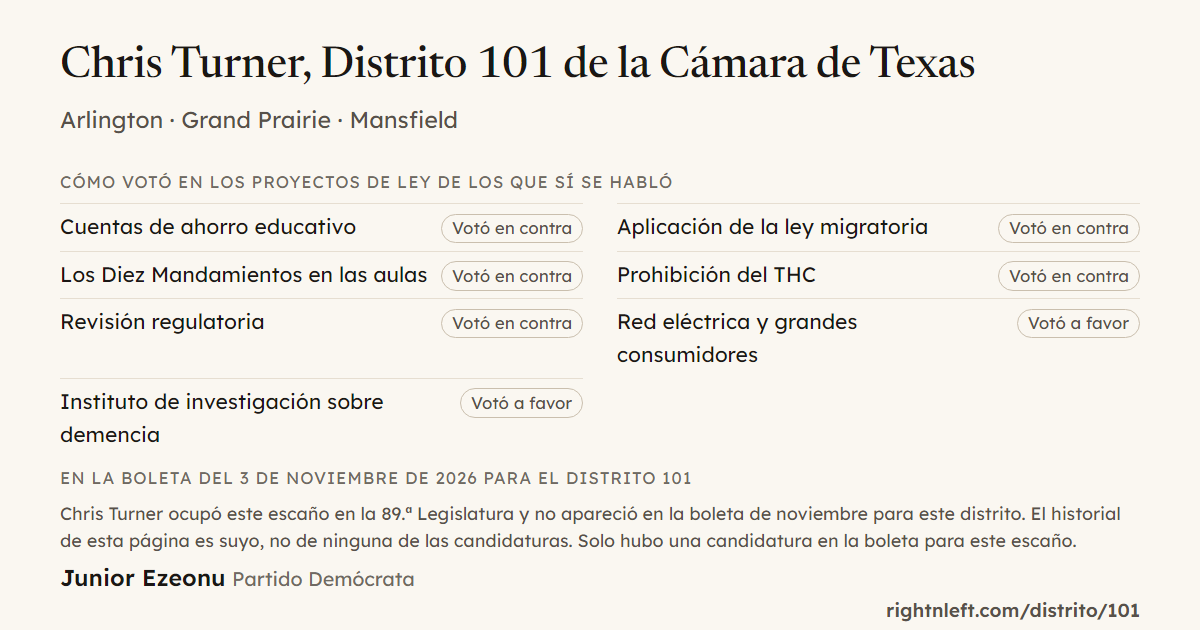 Chris Turner, Distrito 101 de la Cámara de Texas
Arlington · Grand Prairie · Mansfield
CÓMO VOTÓ EN LOS PROYECTOS DE LEY DE LOS QUE SÍ SE HABLÓ
Cuentas de ahorro educativo Votó en contra
Aplicación de la ley migratoria Votó en contra
Los Diez Mandamientos en las aulas Votó en contra
Prohibición del THC Votó en contra
Revisión regulatoria Votó en contra
Red eléctrica y grandes Votó a favor
consumidores
Instituto de investigación sobre Votó a favor
demencia
EN LA BOLETA DEL 3 DE NOVIEMBRE DE 2026 PARA EL DISTRITO 101
Chris Turner ocupó este escaño en la 89.ª Legislatura y no apareció en la boleta de noviembre para este distrito. El historial
de esta página es suyo, no de ninguna de las candidaturas. Solo hubo una candidatura en la boleta para este escaño.
Junior Ezeonu Partido Demócrata
rightnleft.com/distrito/101